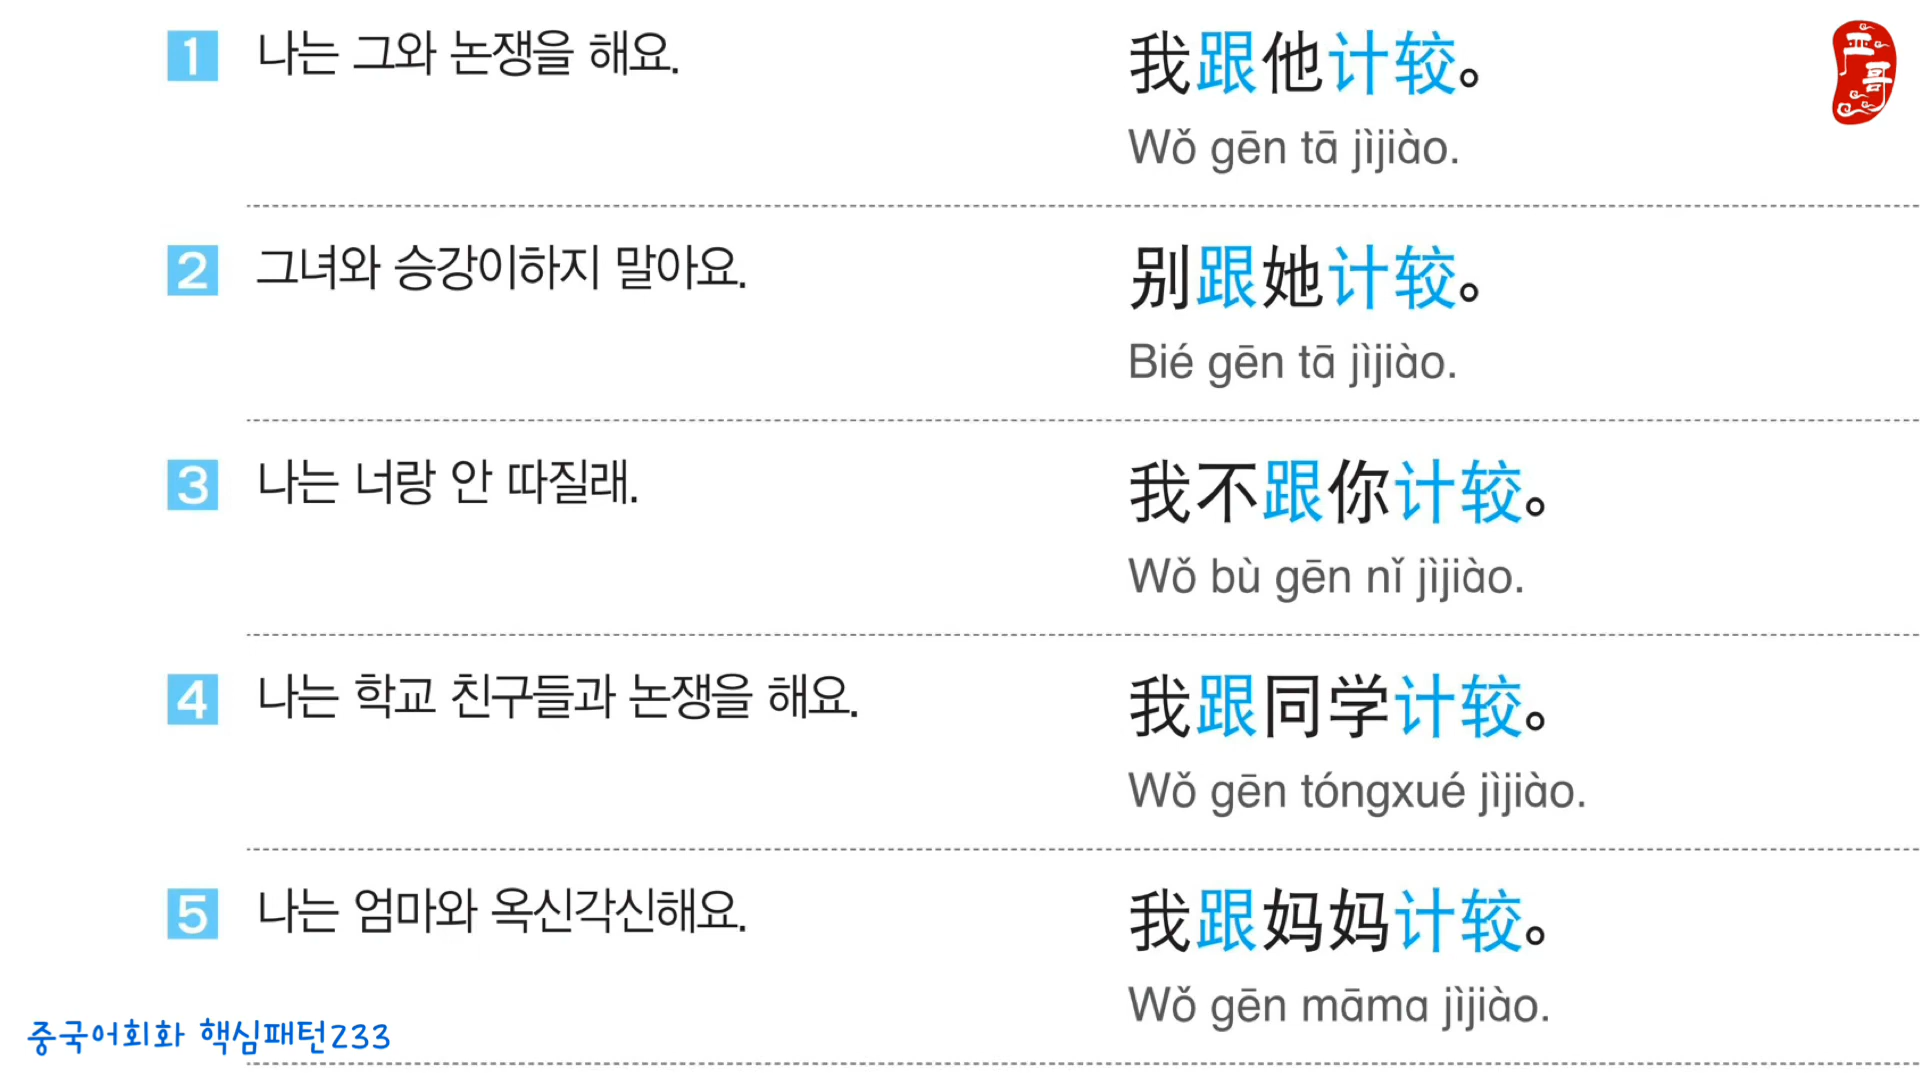 1 나는 그와 논쟁을 해요.
我跟他计较。
Wǒ gēn tā jìjiào.
2 그녀와 승강이하지 말아요.
别跟她计较。
Bié gēn tā jìjiào.
3 나는 너랑 안 따질래.
我不跟你计较。
Wǒ bù gēn nǐ jìjiào.
4 나는 학교 친구들과 논쟁을 해요.
我跟同学计较。
Wǒ gēn tóngxué jìjiào.
5 나는 엄마와 옥신각신해요.
我跟妈妈计较。
Wǒ gēn māma jìjiào.
중국어회화 핵심패턴233